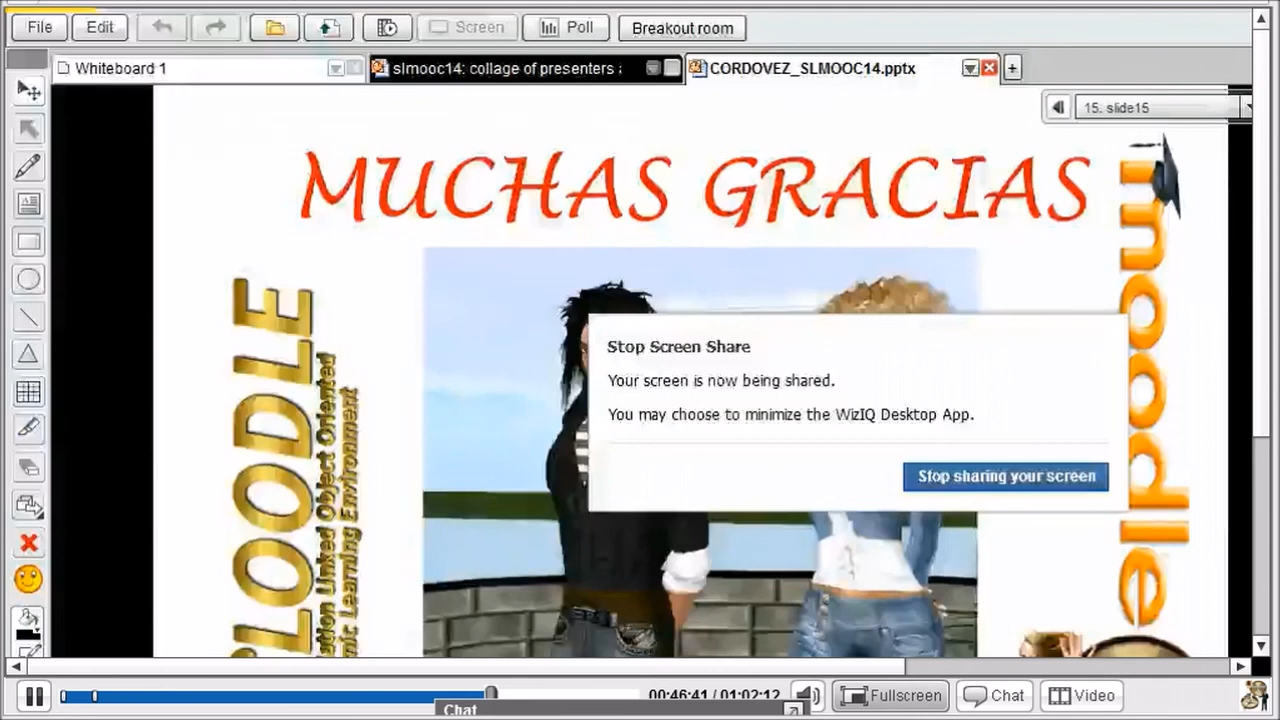 File Edit Screen Poll Breakout room
Whiteboard 1 slmooc14: collage of presenters CORDOVEZ_SLMOOC14.pptx +
15. slide15
MUCHAS GRACIAS
moodle
SLOODLE
Linked Object Oriented
Learning Environment
Stop Screen Share
Your screen is now being shared.
You may choose to minimize the WizIQ Desktop App.
Stop sharing your screen
00:46:41 / 01:02:12 Fullscreen Chat Video
Chat